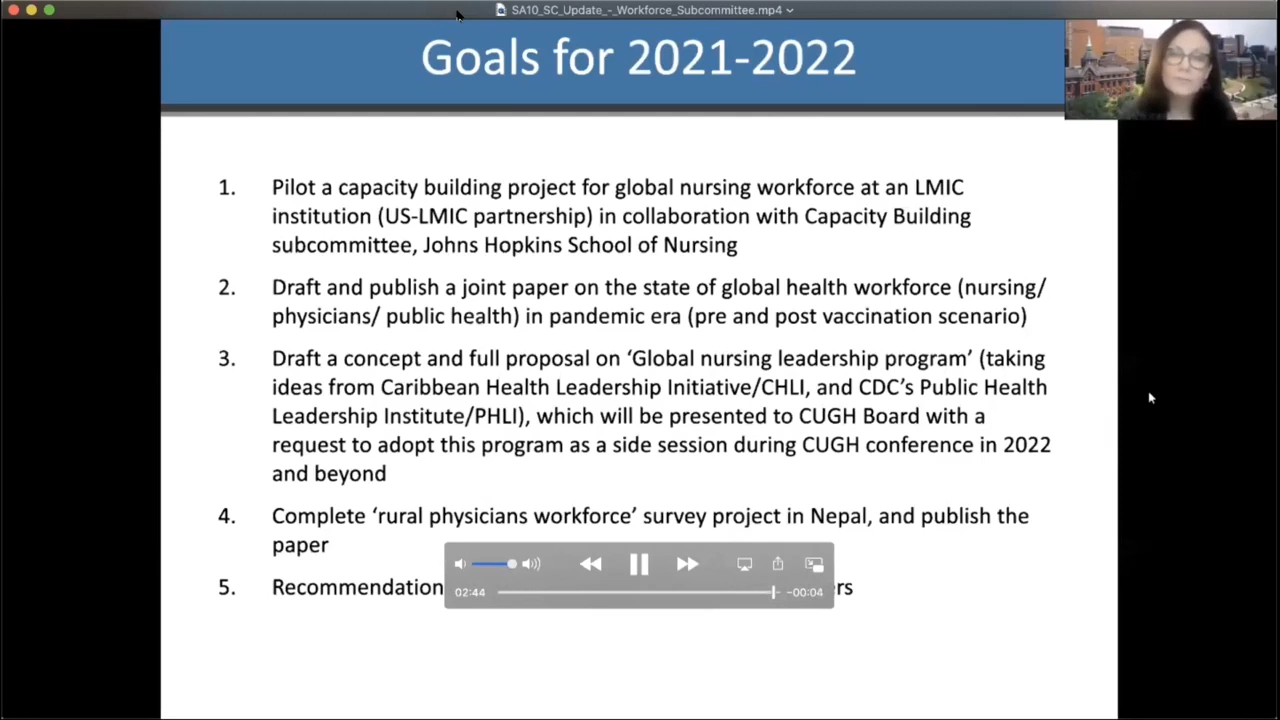 SA10_SC_Update_-_Workforce_Subcommittee.mp4
Goals for 2021-2022
1. Pilot a capacity building project for global nursing workforce at an LMIC
institution (US-LMIC partnership) in collaboration with Capacity Building
subcommittee, Johns Hopkins School of Nursing
2. Draft and publish a joint paper on the state of global health workforce (nursing/
physicians/ public health) in pandemic era (pre and post vaccination scenario)
3. Draft a concept and full proposal on ‘Global nursing leadership program’ (taking
ideas from Caribbean Health Leadership Initiative/CHLI, and CDC’s Public Health
Leadership Institute/PHLI), which will be presented to CUGH Board with a
request to adopt this program as a side session during CUGH conference in 2022
and beyond
4. Complete ‘rural physicians workforce’ survey project in Nepal, and publish the
paper
5. Recommendation
02:44
-00:04